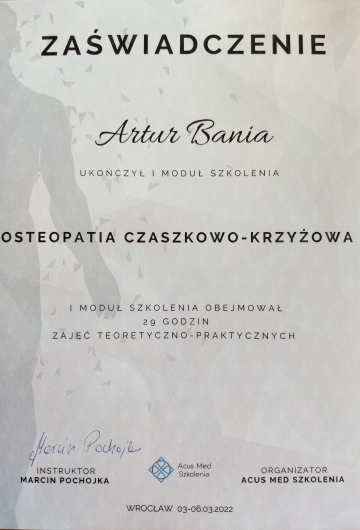 ZAŚWIADCZENIE
Artur Bania
UKOŃCZYŁ I MODUŁ SZKOLENIA
OSTEOPATIA CZASZKOWO-KRZYŻOWA
I MODUŁ SZKOLENIA OBEJMOWAŁ
29 GODZIN
ZAJĘĆ TEORETYCZNO-PRAKTYCZNYCH
Marcin Pochojka
INSTRUKTOR
MARCIN POCHOJKA
Acus Med
Szkolenia
ORGANIZATOR
ACUS MED SZKOLENIA
WROCŁAW 03-06.03.2022